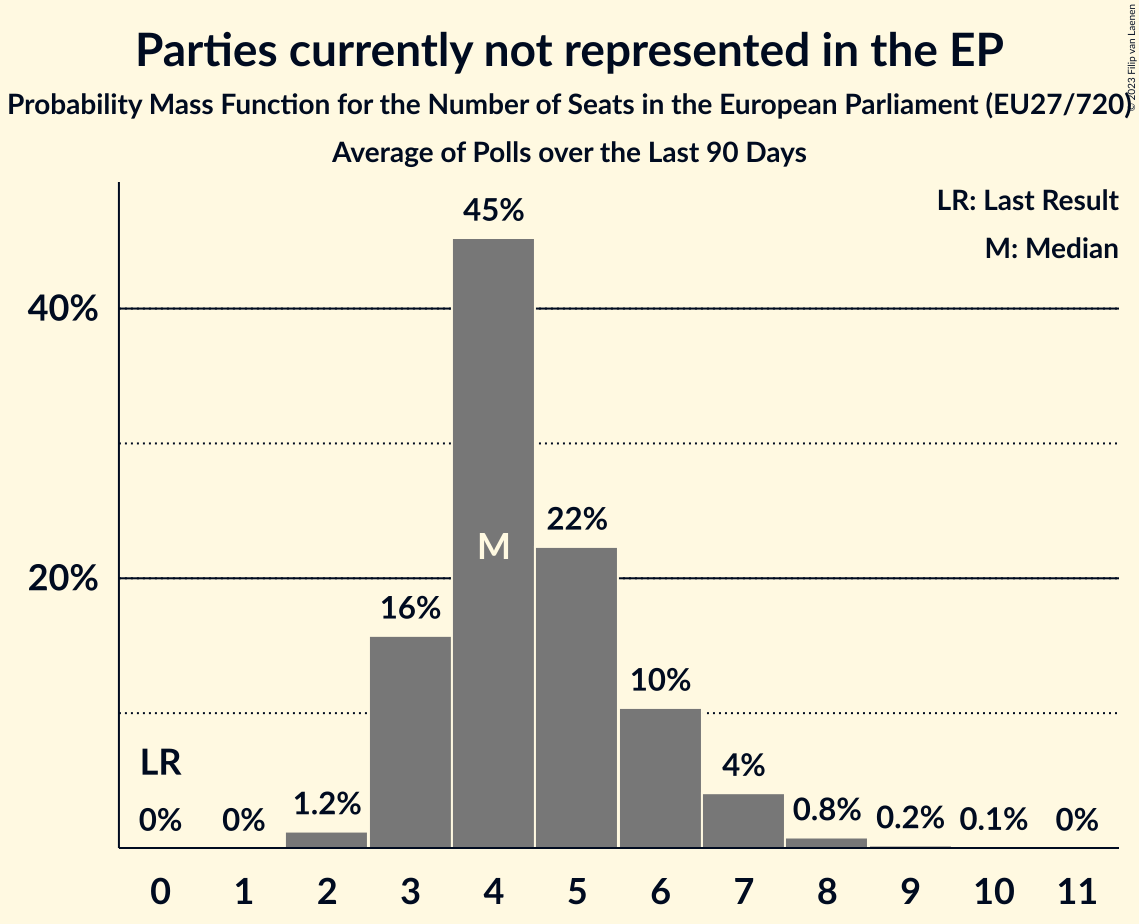 Parties currently not represented in the EP
Probability Mass Function for the Number of Seats in the European Parliament (EU27/720)
Average of Polls over the Last 90 Days
© 2023 Filip van Laenen
LR: Last Result
M: Median
40%
20%
45%
22%
16%
10%
4%
1.2%
0.8%
0.2%
0.1%
0%
0%
0%
LR
M
0 1 2 3 4 5 6 7 8 9 10 11